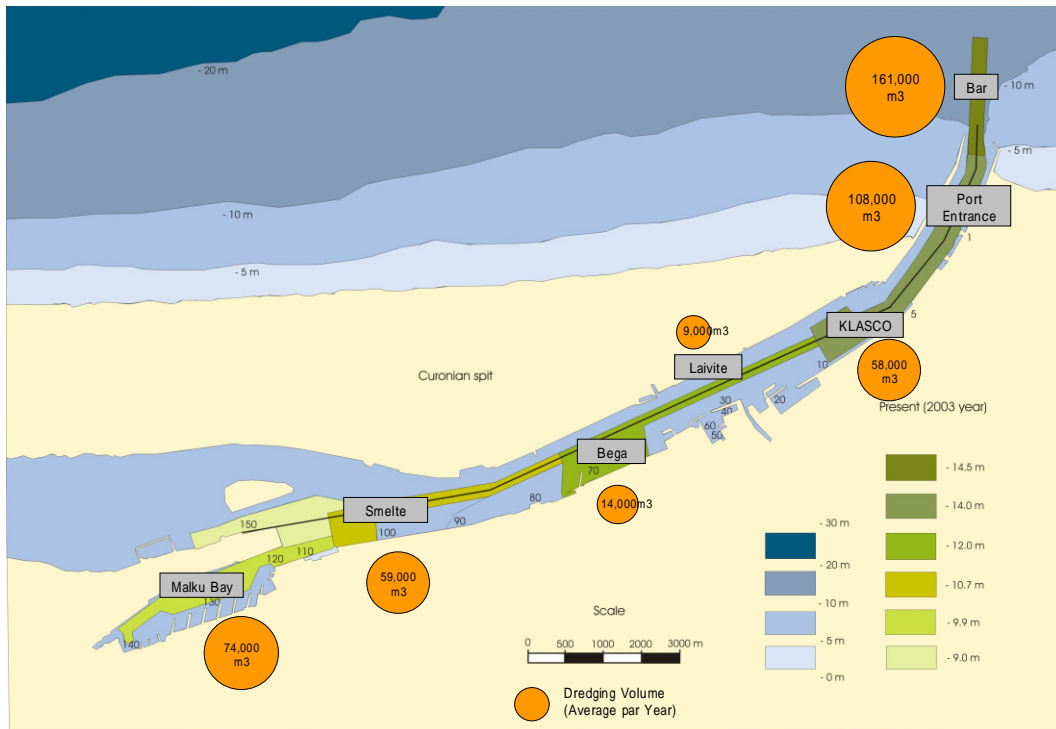 - 20 m
161,000
m3
Bar
- 10 m
- 5 m
108,000
m3
Port
Entrance
- 10 m
1
- 5 m
5
KLASCO
9,000m3
Laivite
10
58,000
m3
Curonian spit
20
30
40
60
50
Present (2003 year)
Bega
70
- 14.5 m
14,000m3
80
- 14.0 m
Smelte
90
100
150
- 30 m
- 12.0 m
110
120
- 20 m
59,000
m3
- 10.7 m
Malku Bay
130
- 10 m
Scale
- 9.9 m
140
74,000
m3
0
500
1000
2000
3000 m
- 5 m
- 9.0 m
- 0 m
Dredging Volume
(Average par Year)